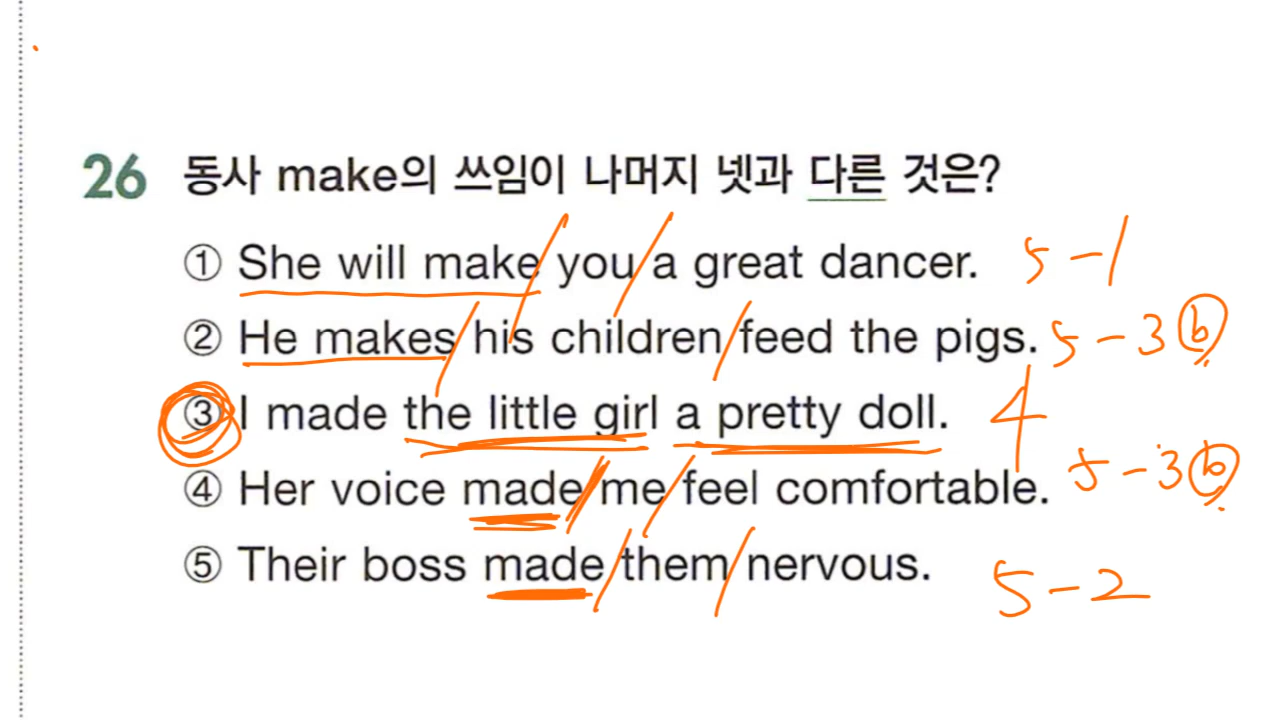 26 동사 make의 쓰임이 나머지 넷과 다른 것은?
① She will make you a great dancer. 5-1
② He makes his children feed the pigs. 5-3ⓑ
③ I made the little girl a pretty doll. 4
④ Her voice made me feel comfortable. 5-3ⓑ
⑤ Their boss made them nervous. 5-2